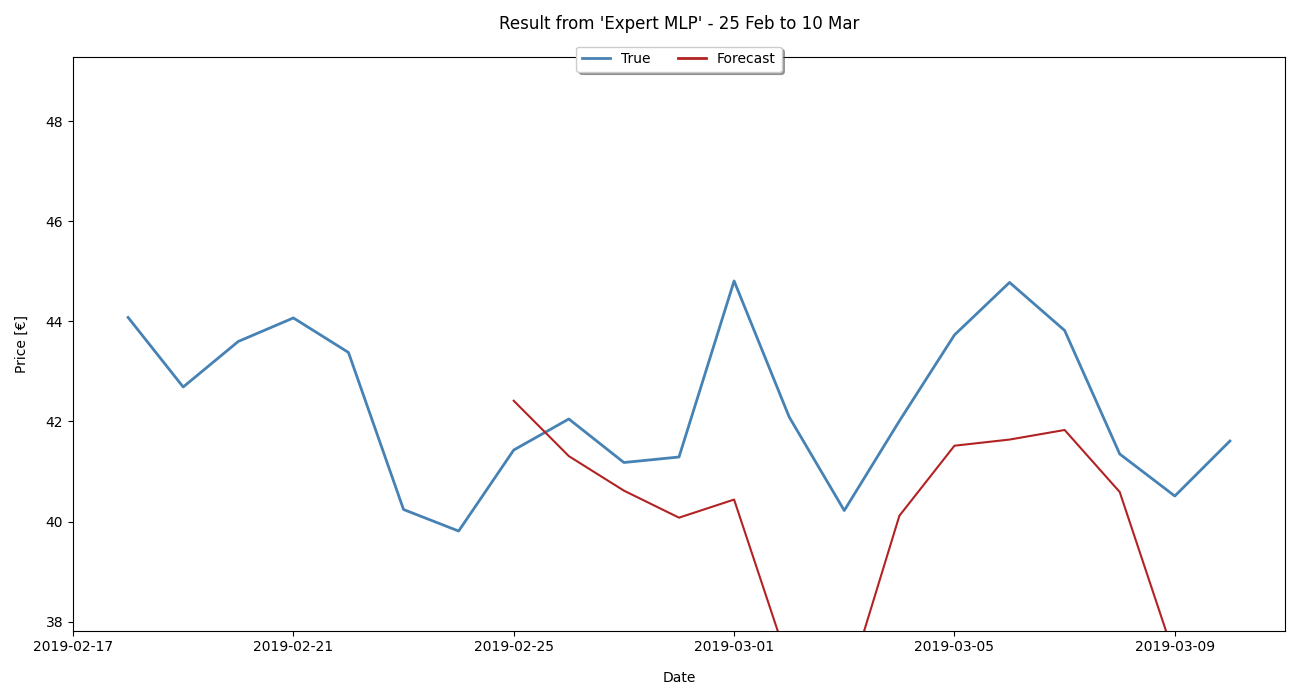 Result from 'Expert MLP' - 25 Feb to 10 Mar
True Forecast
48
46
44
42
40
38
Price [€]
2019-02-17 2019-02-21 2019-02-25 2019-03-01 2019-03-05 2019-03-09
Date